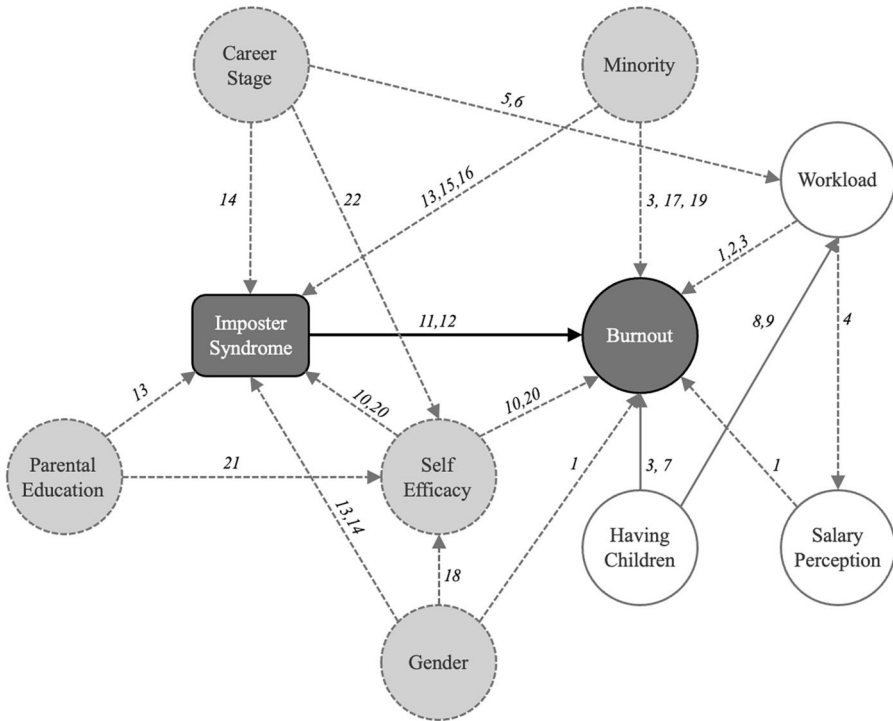 Career
Stage
Minority
5,6
Workload
14
22
13,15,16
3, 17, 19
1,2,3
Imposter
Syndrome
11,12
Burnout
8,9
4
13
10,20
10,20
Parental
Education
21
Self
Efficacy
1
3, 7
1
13,14
Having
Children
Salary
Perception
18
Gender